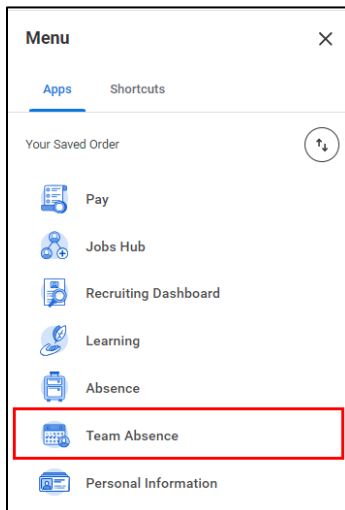 Menu
Apps Shortcuts
Your Saved Order
Pay
Jobs Hub
Recruiting Dashboard
Learning
Absence
Team Absence
Personal Information